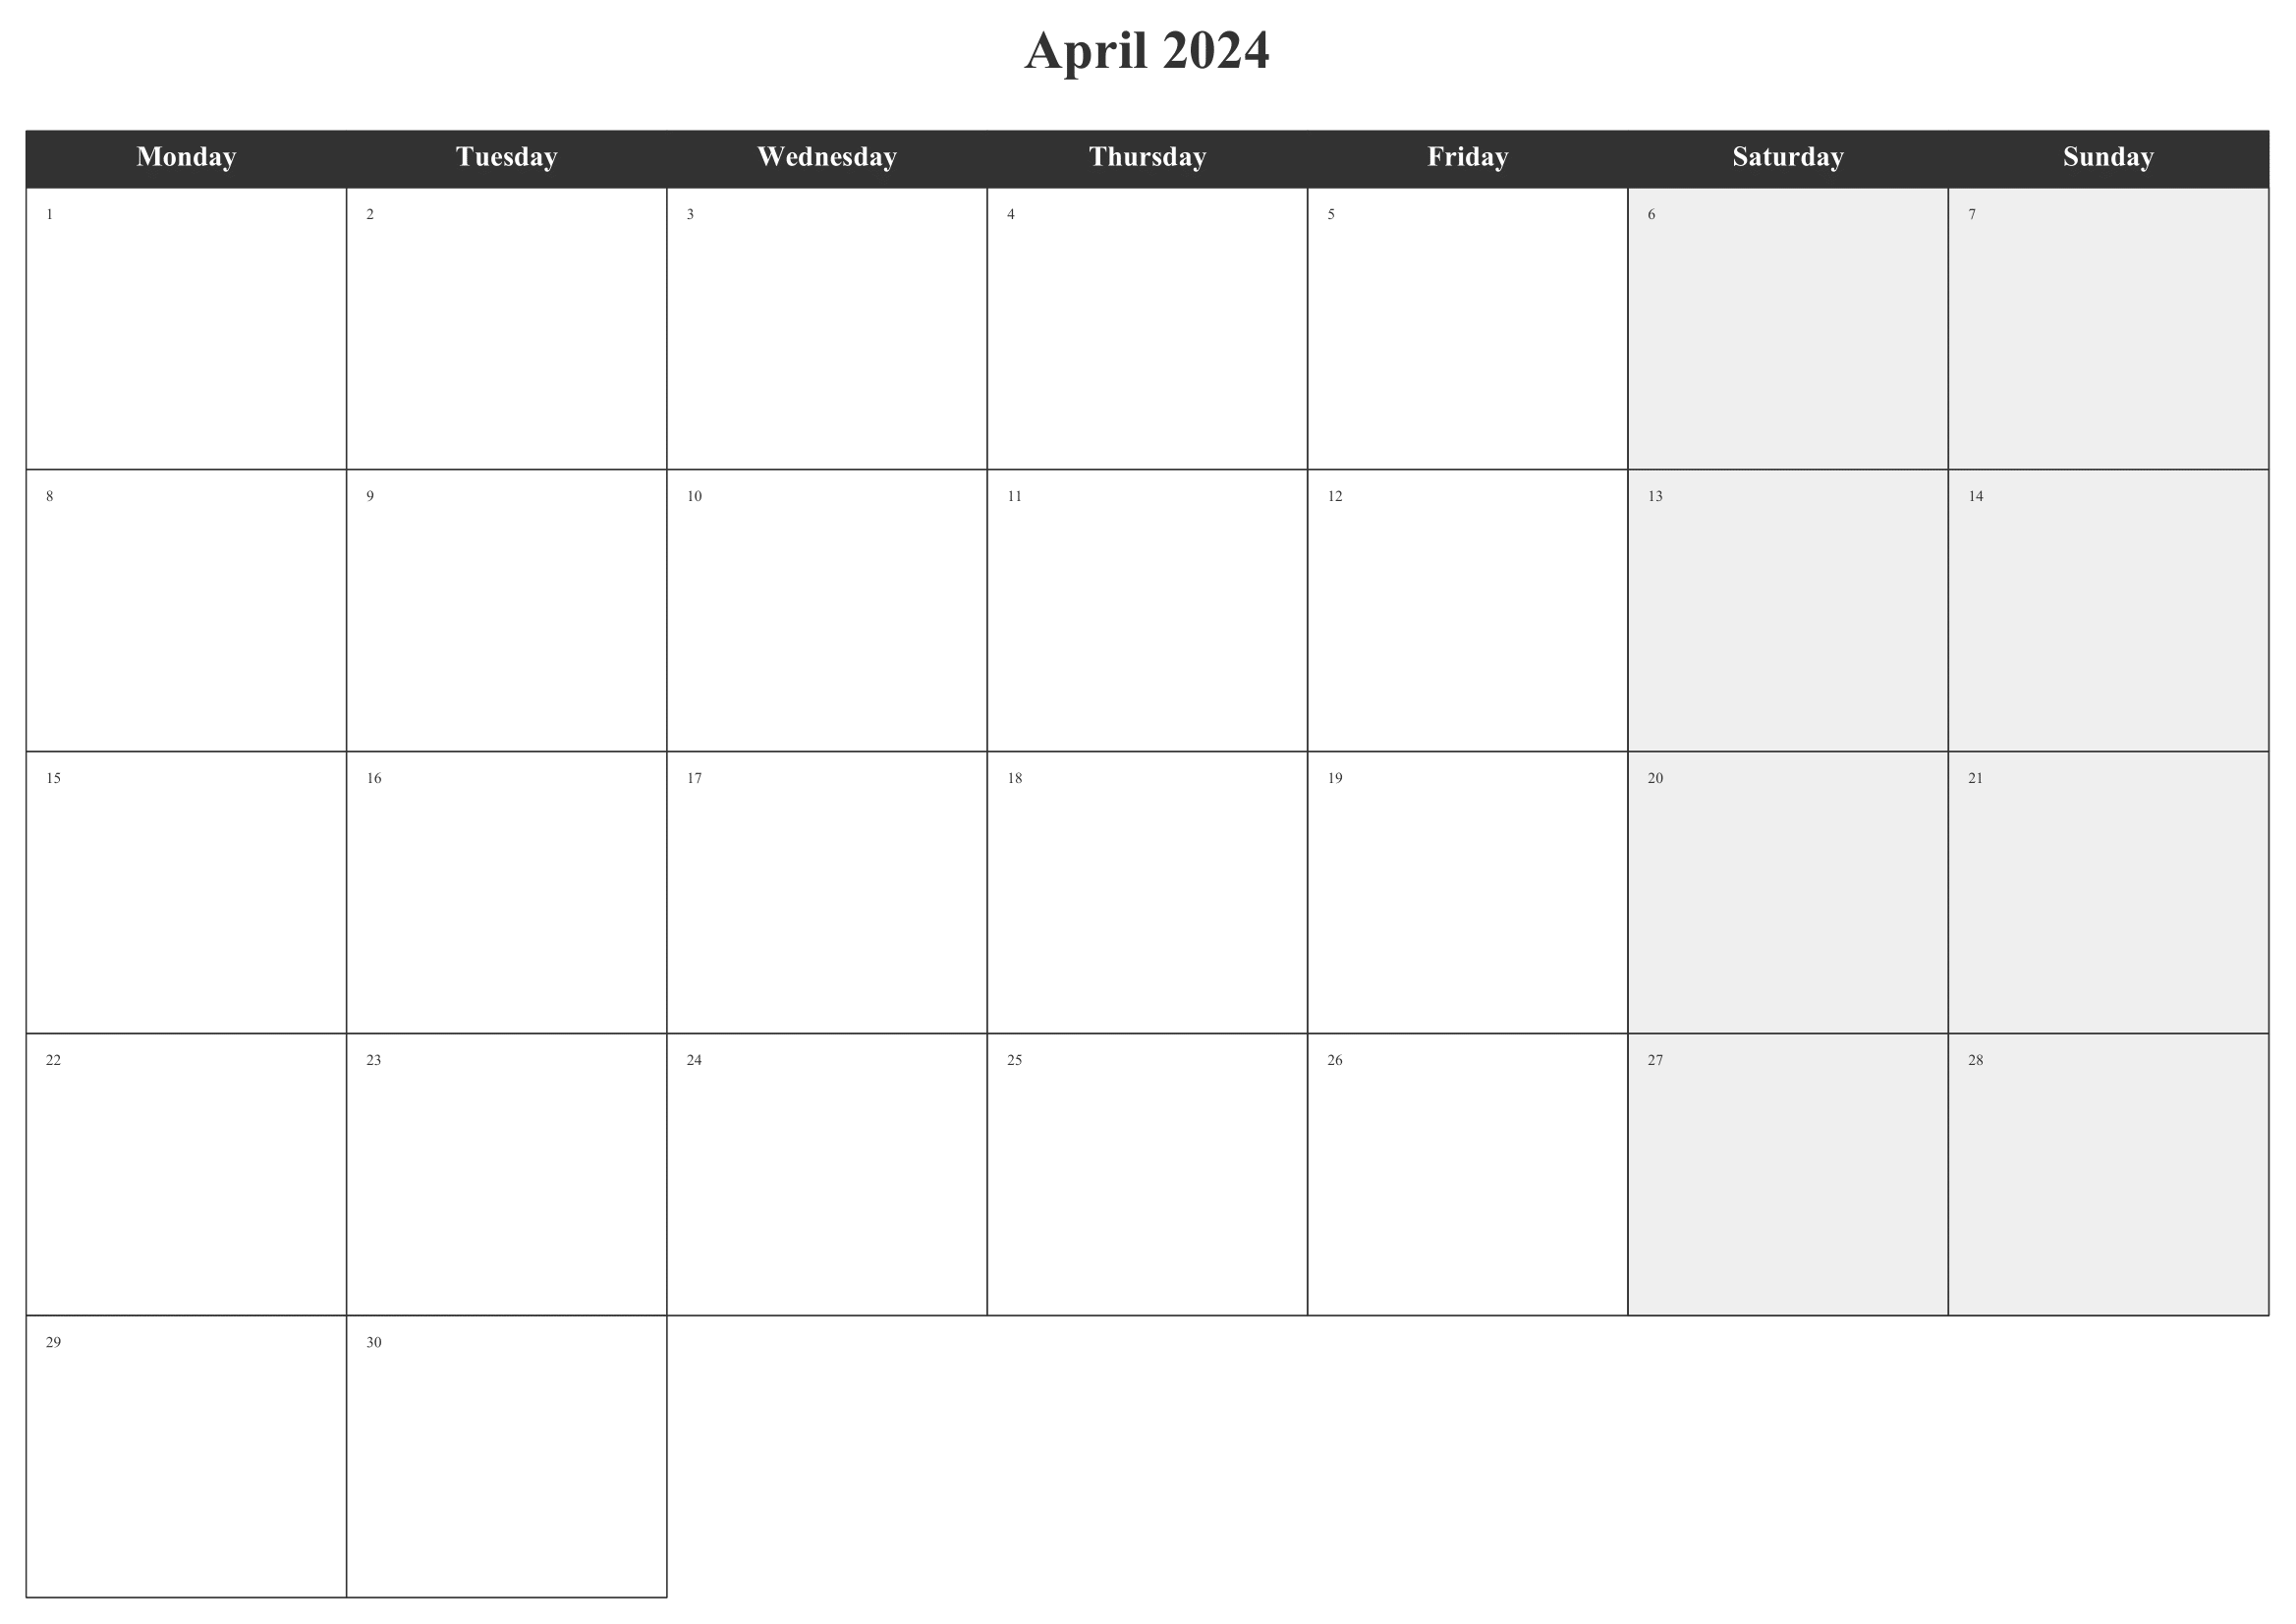 April 2024
Monday Tuesday Wednesday Thursday Friday Saturday Sunday
1 2 3 4 5 6 7
8 9 10 11 12 13 14
15 16 17 18 19 20 21
22 23 24 25 26 27 28
29 30